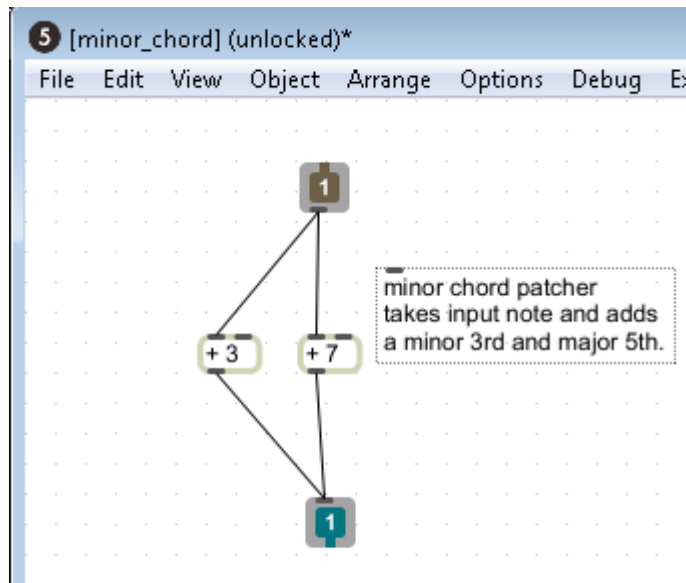 5 [minor_chord] (unlocked)*
File Edit View Object Arrange Options Debug Ex
1
minor chord patcher
takes input note and adds
a minor 3rd and major 5th.
+ 3 + 7
1